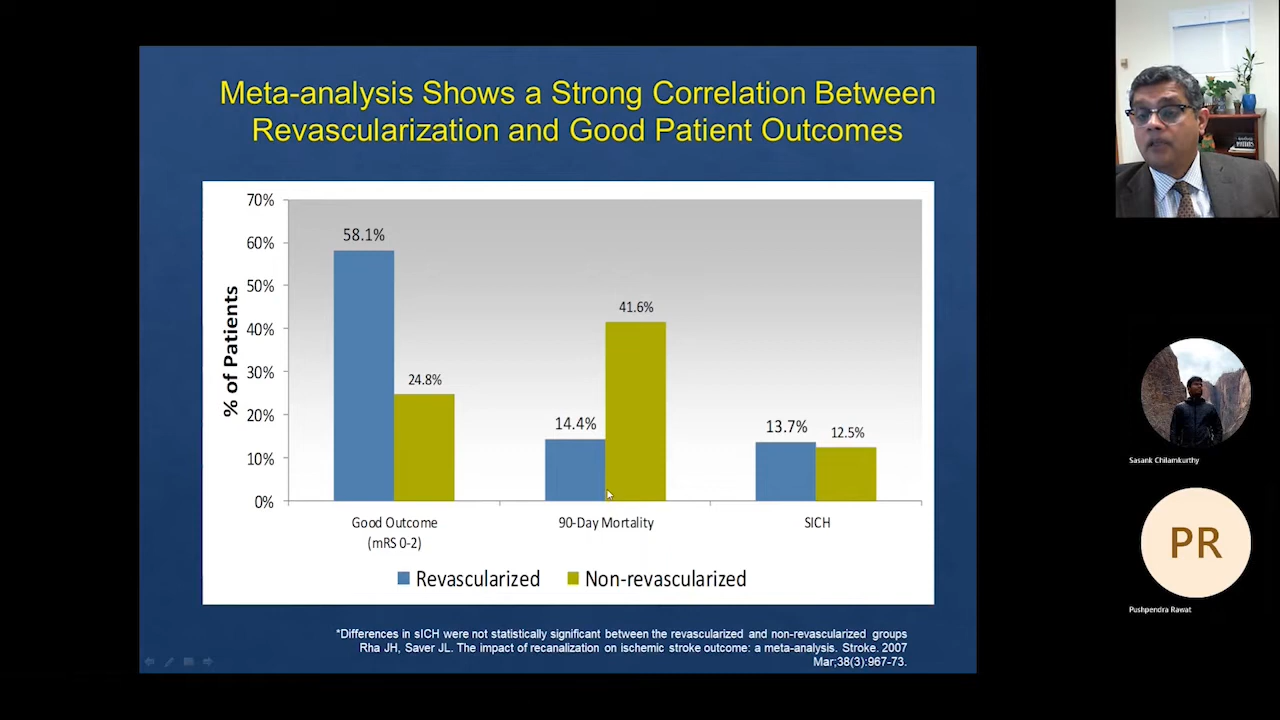 Meta-analysis Shows a Strong Correlation Between
Revascularization and Good Patient Outcomes
% of Patients
70%
60%
50%
40%
30%
20%
10%
0%
58.1%
24.8%
14.4%
41.6%
13.7%
12.5%
Good Outcome
(mRS 0-2)
90-Day Mortality
SICH
Revascularized
Non-revascularized
*Differences in sICH were not statistically significant between the revascularized and non-revascularized groups
Rha JH, Saver JL. The impact of recanalization on ischemic stroke outcome: a meta-analysis. Stroke. 2007
Mar;38(3):967-73.
Sasank Chilamkurthy
PR
Pushpendra Rawat